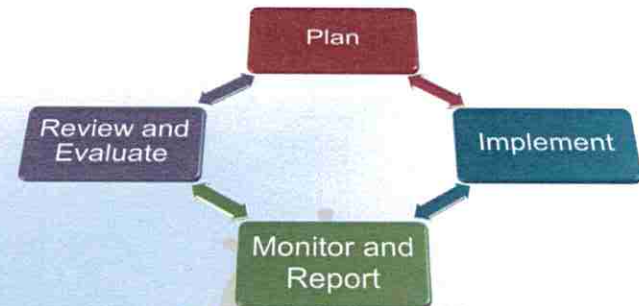 Plan
Implement
Monitor and
Report
Review and
Evaluate